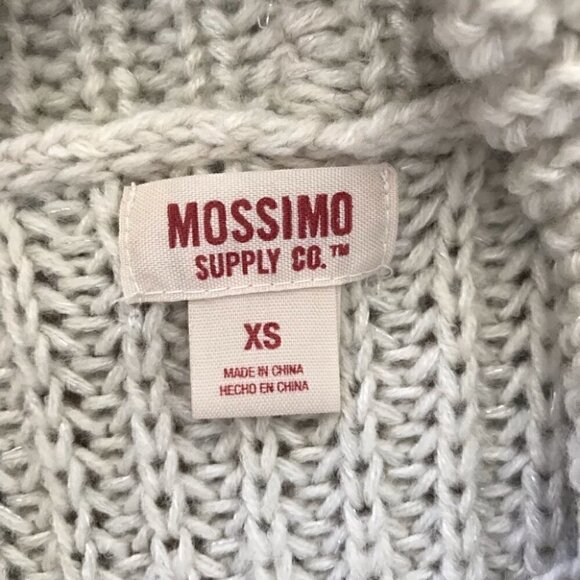 MOSSIMO
SUPPLY CO.™
XS
MADE IN CHINA
HECHO EN CHINA